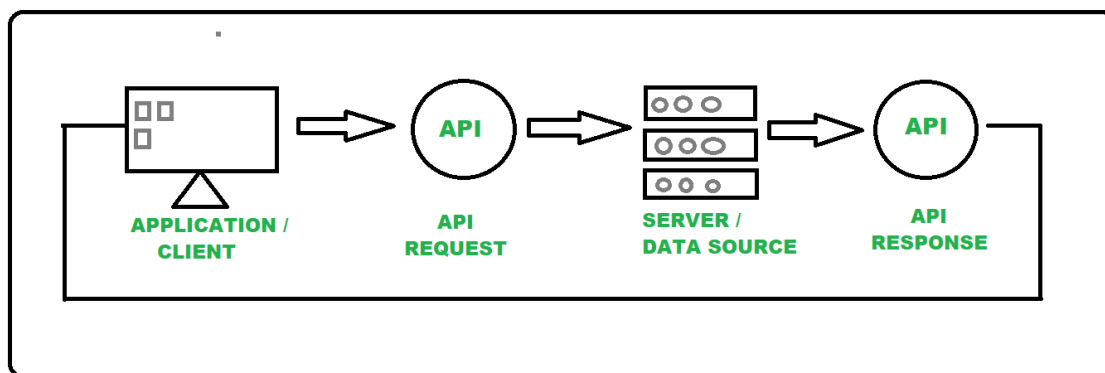 API
API
APPLICATION /
CLIENT
API
REQUEST
SERVER /
DATA SOURCE
API
RESPONSE